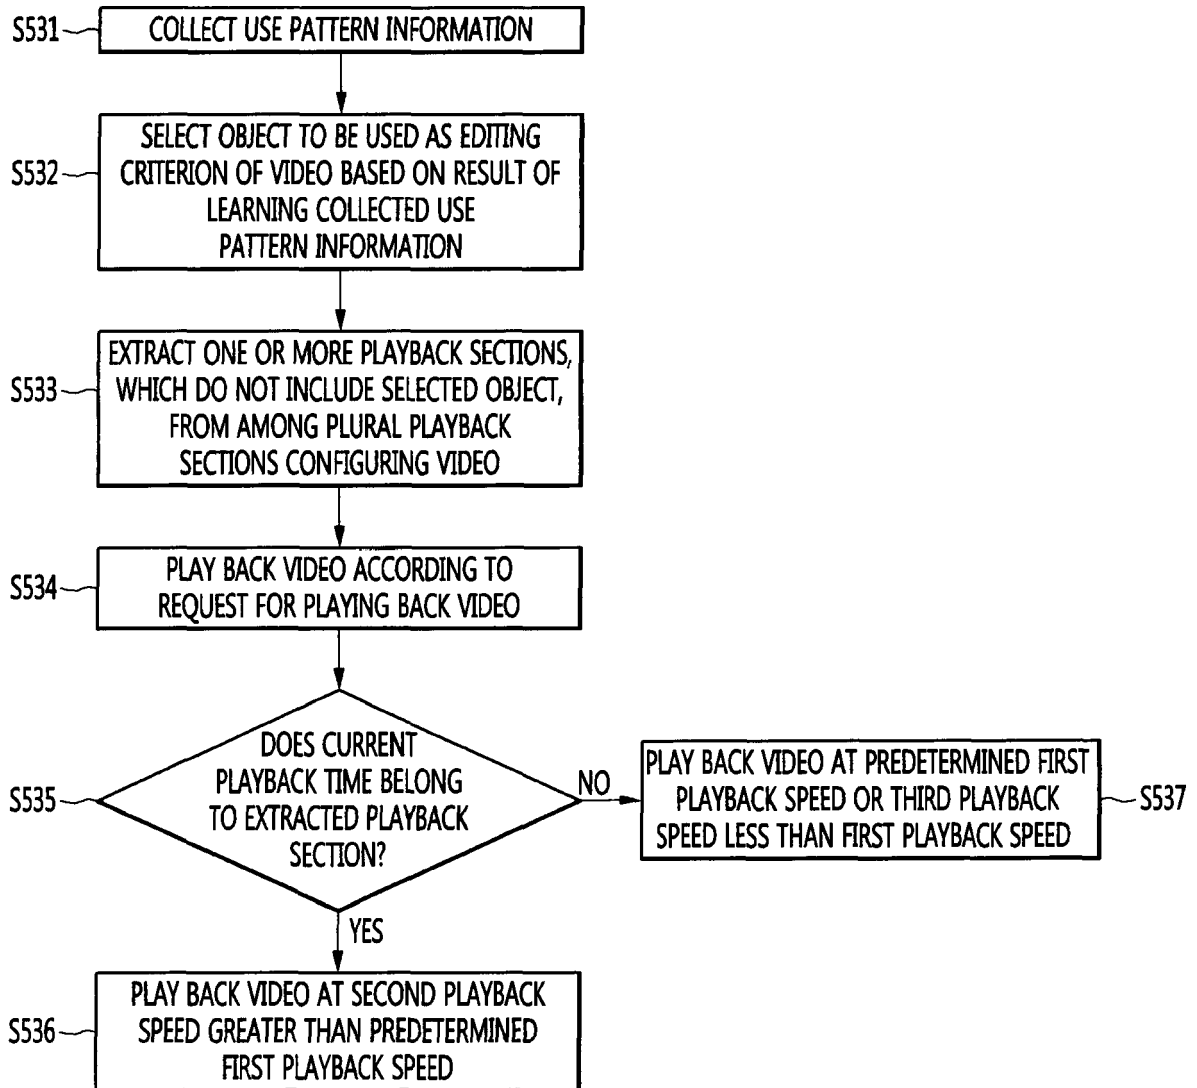 S531
COLLECT USE PATTERN INFORMATION
S532
SELECT OBJECT TO BE USED AS EDITING
CRITERION OF VIDEO BASED ON RESULT OF
LEARNING COLLECTED USE
PATTERN INFORMATION
S533
EXTRACT ONE OR MORE PLAYBACK SECTIONS,
WHICH DO NOT INCLUDE SELECTED OBJECT,
FROM AMONG PLURAL PLAYBACK
SECTIONS CONFIGURING VIDEO
S534
PLAY BACK VIDEO ACCORDING TO
REQUEST FOR PLAYING BACK VIDEO
S535
DOES CURRENT
PLAYBACK TIME BELONG
TO EXTRACTED PLAYBACK
SECTION?
NO
PLAY BACK VIDEO AT PREDETERMINED FIRST
PLAYBACK SPEED OR THIRD PLAYBACK
SPEED LESS THAN FIRST PLAYBACK SPEED
S537
YES
S536
PLAY BACK VIDEO AT SECOND PLAYBACK
SPEED GREATER THAN PREDETERMINED
FIRST PLAYBACK SPEED